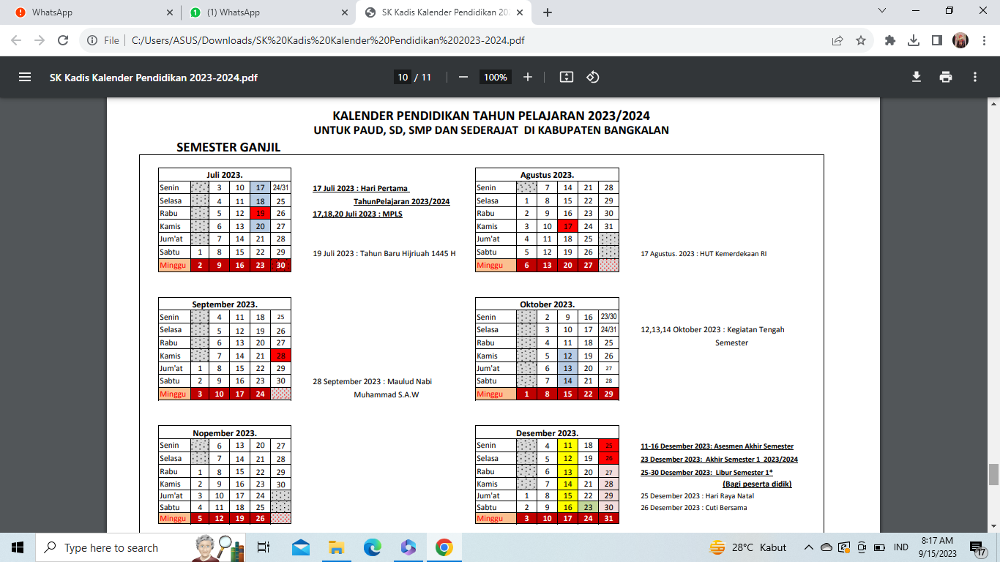 WhatsApp
(1) WhatsApp
SK Kadis Kalender Pendidikan 202
File C:/Users/ASUS/Downloads/SK%20Kadis%20Kalender%20Pendidikan%202023-2024.pdf
SK Kadis Kalender Pendidikan 2023-2024.pdf
10 / 11
100%
KALENDER PENDIDIKAN TAHUN PELAJARAN 2023/2024
UNTUK PAUD, SD, SMP DAN SEDERAJAT DI KABUPATEN BANGKALAN
SEMESTER GANJIL
Juli 2023.
Senin 3 10 17 24/31
Selasa 4 11 18 25
Rabu 5 12 19 26
Kamis 6 13 20 27
Jum'at 7 14 21 28
Sabtu 1 8 15 22 29
Minggu 2 9 16 23 30
17 Juli 2023 : Hari Pertama
TahunPelajaran 2023/2024
17,18,20 Juli 2023 : MPLS
19 Juli 2023 : Tahun Baru Hijriuah 1445 H
Agustus 2023.
Senin 7 14 21 28
Selasa 1 8 15 22 29
Rabu 2 9 16 23 30
Kamis 3 10 17 24 31
Jum'at 4 11 18 25
Sabtu 5 12 19 26
Minggu 6 13 20 27
17 Agustus. 2023 : HUT Kemerdekaan RI
September 2023.
Senin 4 11 18 25
Selasa 5 12 19 26
Rabu 6 13 20 27
Kamis 7 14 21 28
Jum'at 1 8 15 22 29
Sabtu 2 9 16 23 30
Minggu 3 10 17 24
28 September 2023 : Maulud Nabi
Muhammad S.A.W
Oktober 2023.
Senin 2 9 16 23/30
Selasa 3 10 17 24/31
Rabu 4 11 18 25
Kamis 5 12 19 26
Jum'at 6 13 20 27
Sabtu 7 14 21 28
Minggu 1 8 15 22 29
12,13,14 Oktober 2023 : Kegiatan Tengah
Semester
Nopember 2023.
Senin 6 13 20 27
Selasa 7 14 21 28
Rabu 1 8 15 22 29
Kamis 2 9 16 23 30
Jum'at 3 10 17 24
Sabtu 4 11 18 25
Minggu 5 12 19 26
Desember 2023.
Senin 4 11 18 25
Selasa 5 12 19 26
Rabu 6 13 20 27
Kamis 7 14 21 28
Jum'at 1 8 15 22 29
Sabtu 2 9 16 23 30
Minggu 3 10 17 24 31
11-16 Desember 2023: Asesmen Akhir Semester
23 Desember 2023: Akhir Semester 1 2023/2024
25-30 Desember 2023: Libur Semester 1*
(Bagi peserta didik)
25 Desember 2023 : Hari Raya Natal
26 Desember 2023 : Cuti Bersama
Type here to search
28°C Kabut
IND
8:17 AM
9/15/2023
17